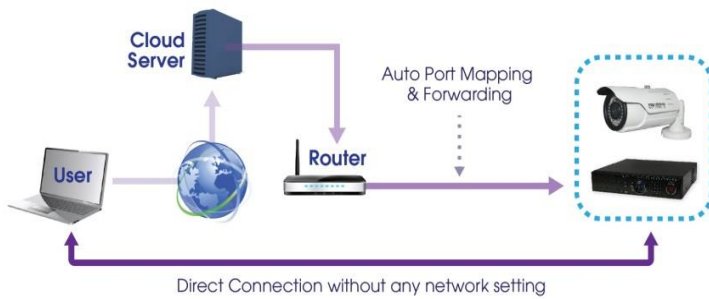 Cloud
Server
Auto Port Mapping
& Forwarding
User
Router
Direct Connection without any network setting